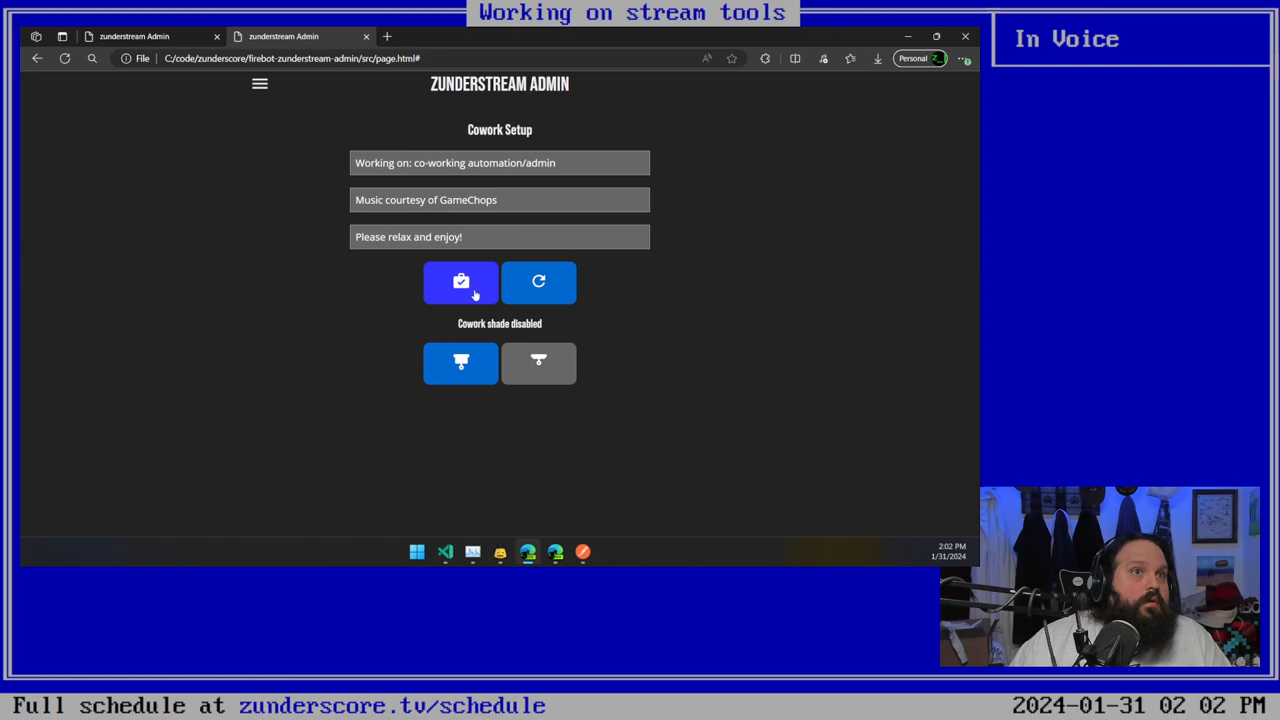 Working on stream tools
In Voice
zunderstream Admin
zunderstream Admin
File
C:/code/zunderscore/firebot-zunderstream-admin/src/page.html#
Personal
ZUNDERSTREAM ADMIN
Cowork Setup
Working on: co-working automation/admin
Music courtesy of GameChops
Please relax and enjoy!
Cowork shade disabled
2:02 PM
1/31/2024
Full schedule at zunderscore.tv/schedule
2024-01-31 02 02 PM